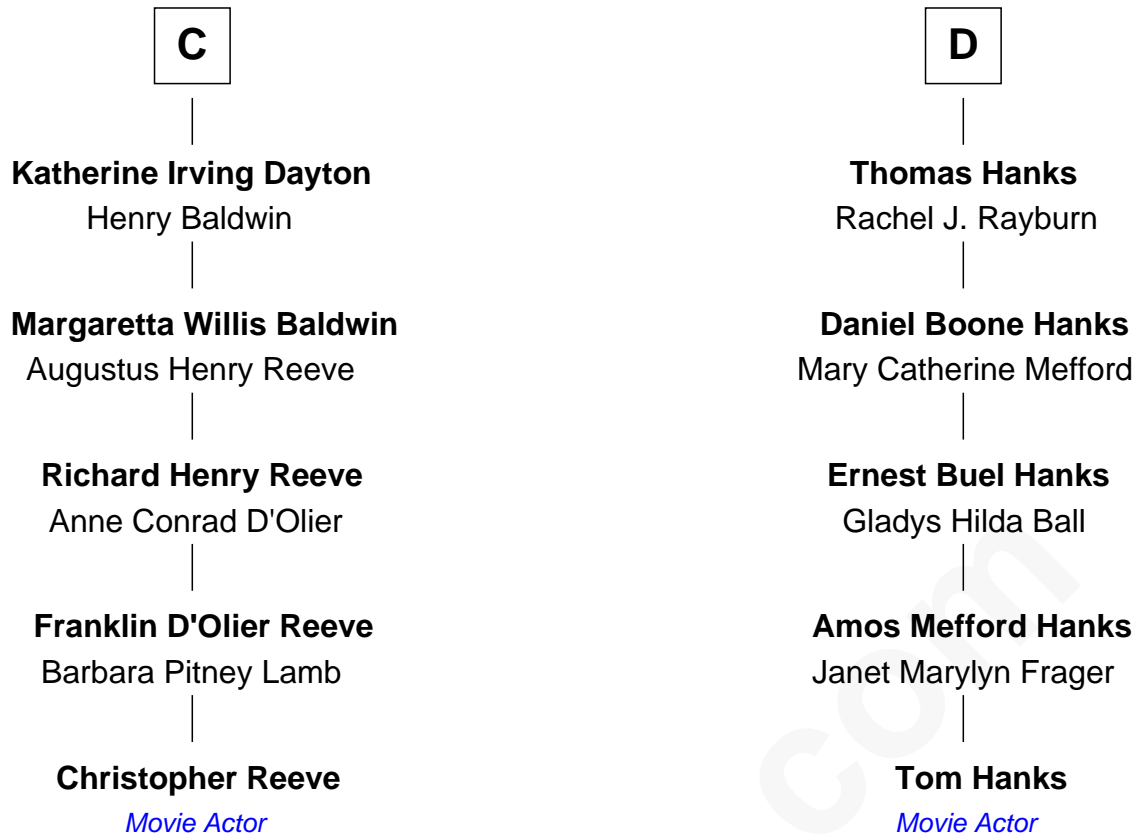 C
Katherine Irving Dayton
Henry Baldwin
Margaretta Willis Baldwin
Augustus Henry Reeve
Richard Henry Reeve
Anne Conrad D'Olier
Franklin D'Olier Reeve
Barbara Pitney Lamb
Christopher Reeve
Movie Actor
D
Thomas Hanks
Rachel J. Rayburn
Daniel Boone Hanks
Mary Catherine Mefford
Ernest Buel Hanks
Gladys Hilda Ball
Amos Mefford Hanks
Janet Marylyn Frager
Tom Hanks
Movie Actor
com